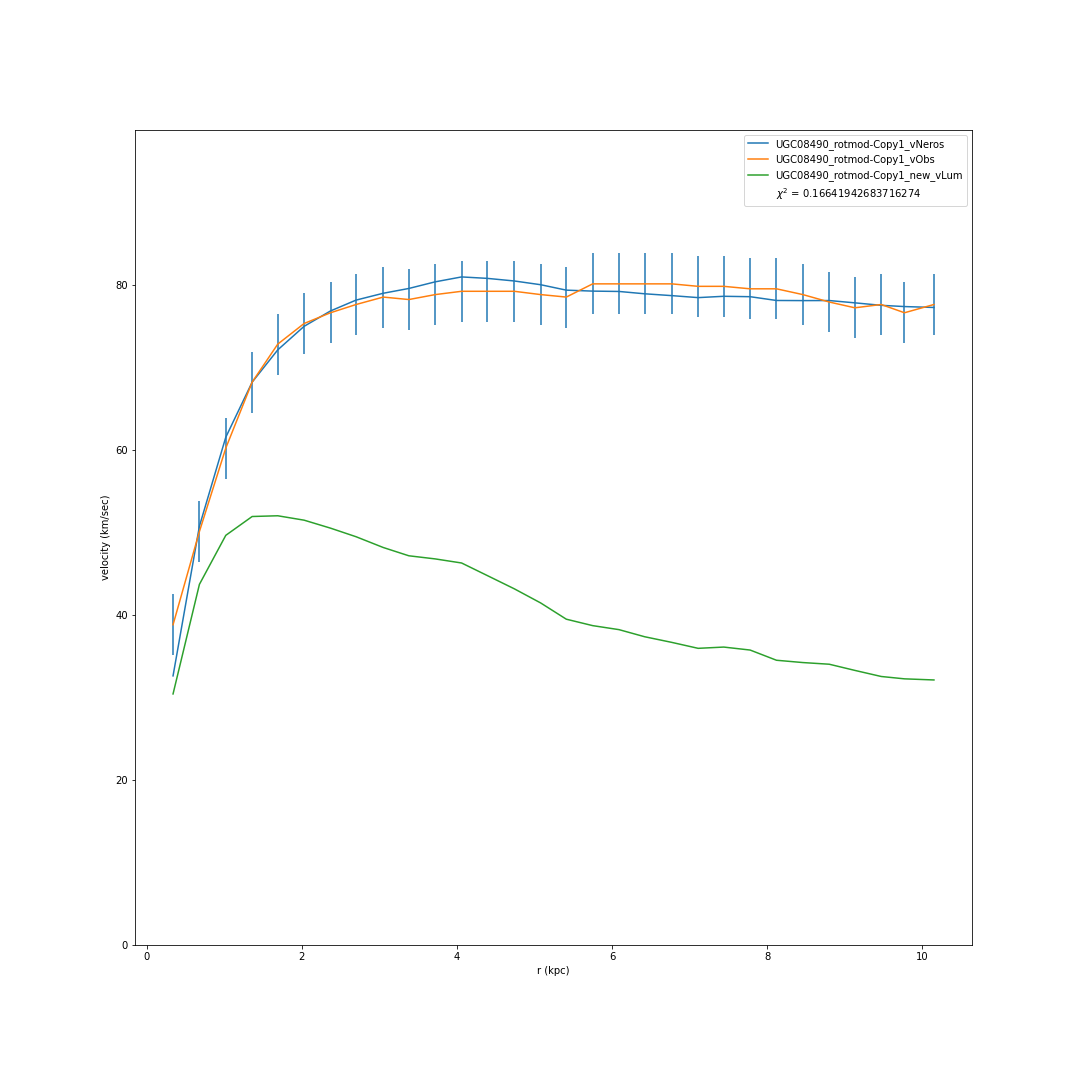 UGC08490_rotmod-Copy1_vNeros
UGC08490_rotmod-Copy1_vObs
UGC08490_rotmod-Copy1_new_vLum
χ² = 0.16641942683716274
80
60
40
20
0
velocity (km/sec)
0 2 4 6 8 10
r (kpc)